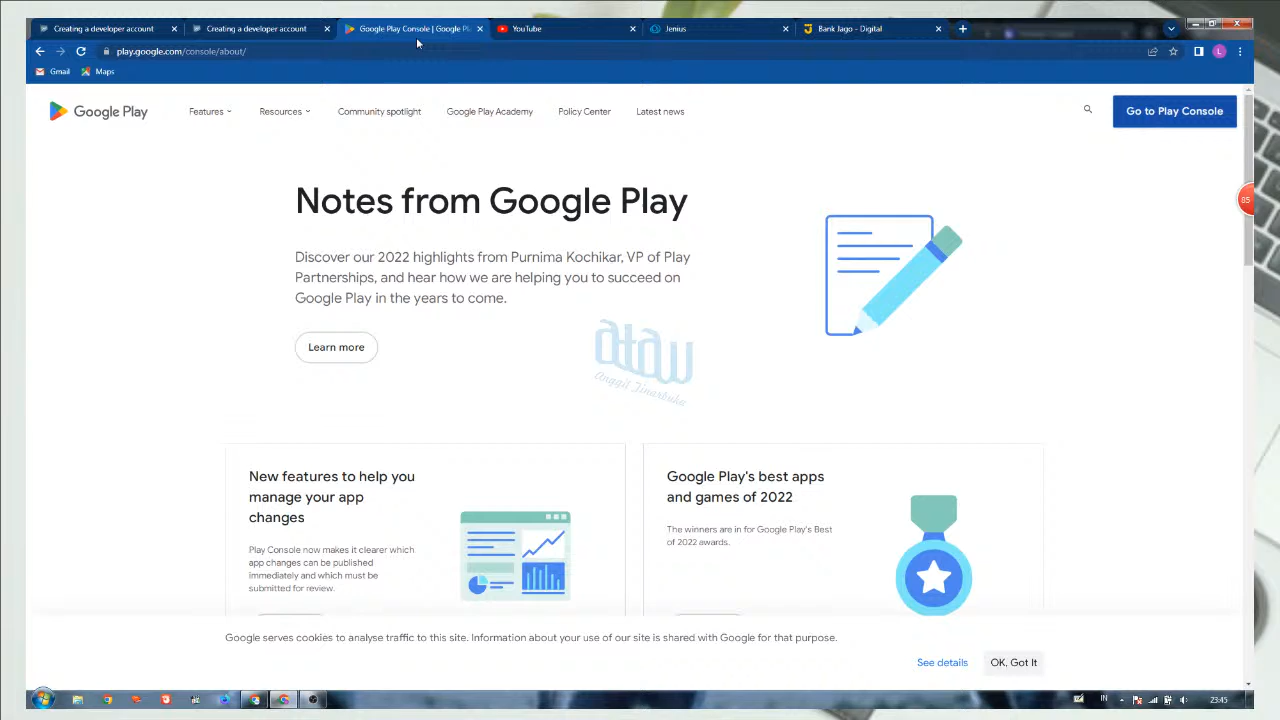 Creating a developer account
Creating a developer account
Google Play Console | Google Pla
YouTube
Jenius
Bank Jago - Digital
play.google.com/console/about/
L
Gmail
Maps
Google Play
Features
Resources
Community spotlight
Google Play Academy
Policy Center
Latest news
Go to Play Console
85
Notes from Google Play
Discover our 2022 highlights from Purnima Kochikar, VP of Play
Partnerships, and hear how we are helping you to succeed on
Google Play in the years to come.
Learn more
ataw
Anggit Tinarbuka
New features to help you
manage your app
changes
Play Console now makes it clearer which
app changes can be published
immediately and which must be
submitted for review.
Google Play's best apps
and games of 2022
The winners are in for Google Play's Best
of 2022 awards.
Google serves cookies to analyse traffic to this site. Information about your use of our site is shared with Google for that purpose.
See details
OK, Got It
IN
23:45